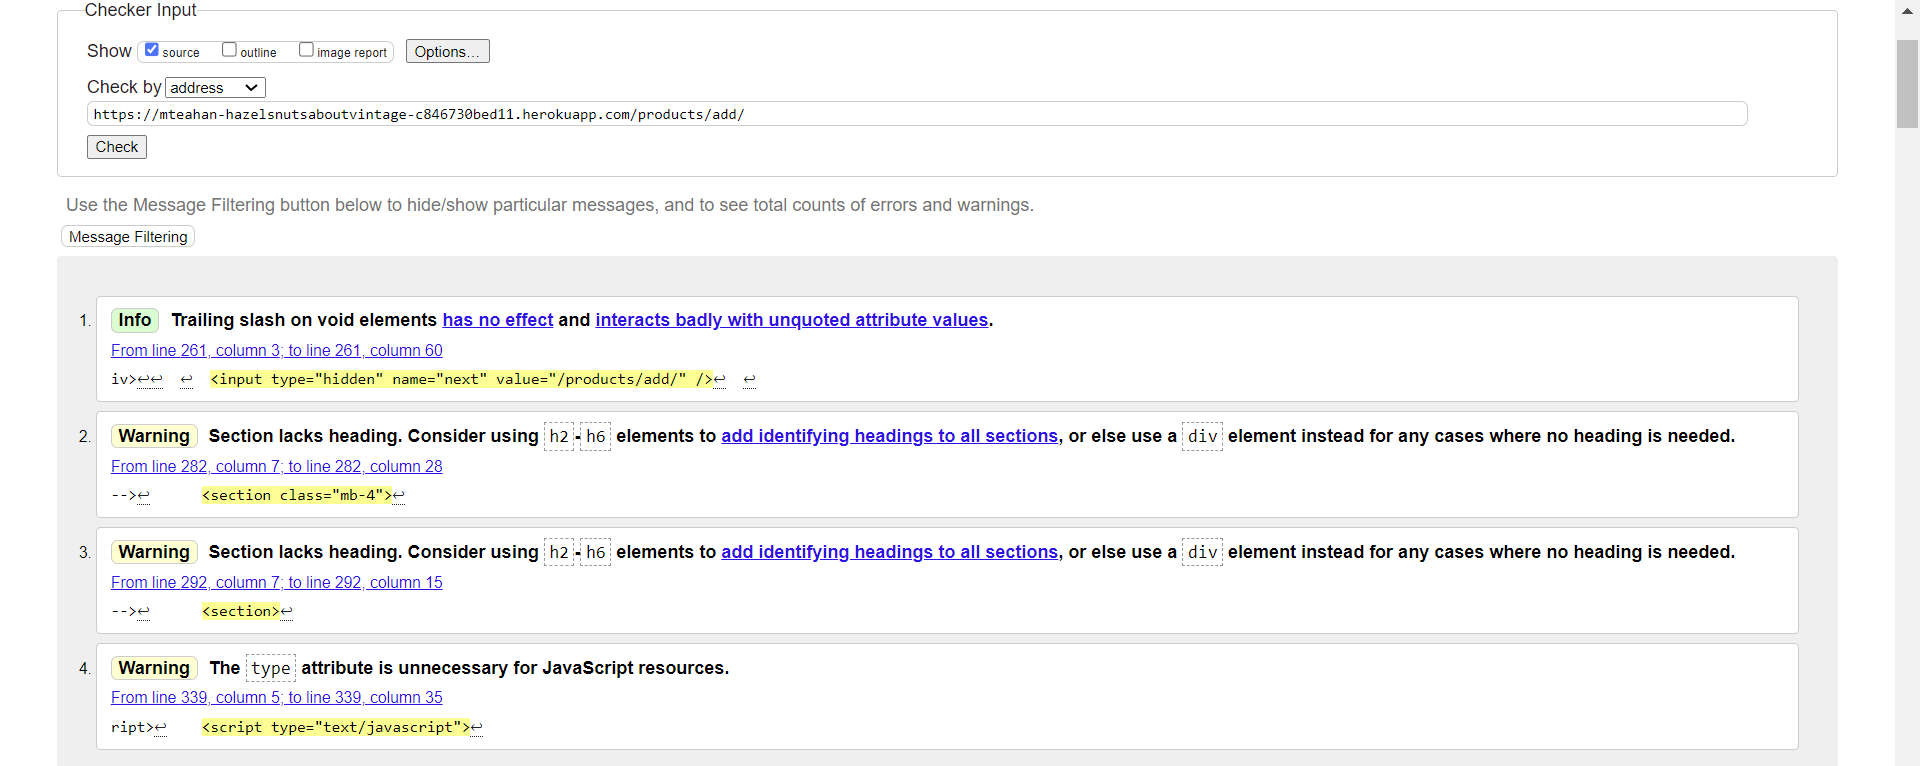 Checker Input
Show source outline image report Options...
Check by address
https://mteahan-hazelsnutsaboutvintage-c846730bed11.herokuapp.com/products/add/
Check
Use the Message Filtering button below to hide/show particular messages, and to see total counts of errors and warnings.
Message Filtering
1. Info Trailing slash on void elements has no effect and interacts badly with unquoted attribute values.
From line 261, column 3; to line 261, column 60
iv>↩↩ ↩ <input type="hidden" name="next" value="/products/add/" />↩ ↩
2. Warning Section lacks heading. Consider using h2-h6 elements to add identifying headings to all sections, or else use a div element instead for any cases where no heading is needed.
From line 282, column 7; to line 282, column 28
-->↩ <section class="mb-4">↩
3. Warning Section lacks heading. Consider using h2-h6 elements to add identifying headings to all sections, or else use a div element instead for any cases where no heading is needed.
From line 292, column 7; to line 292, column 15
-->↩ <section>↩
4. Warning The type attribute is unnecessary for JavaScript resources.
From line 339, column 5; to line 339, column 35
ript>↩ <script type="text/javascript">↩